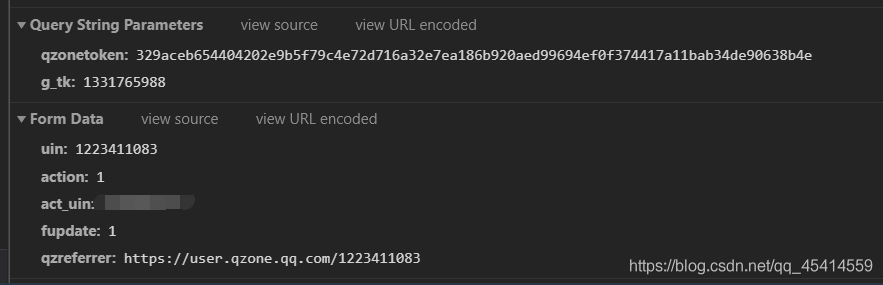 Query String Parameters view source view URL encoded
qzonetoken: 329aceb654404202e9b5f79c4e72d716a32e7ea186b920aed99694ef0f374417a11bab34de90638b4e
g_tk: 1331765988
Form Data view source view URL encoded
uin: 1223411083
action: 1
act_uin:
fupdate: 1
qzreferrer: https://user.qzone.qq.com/1223411083
https://blog.csdn.net/qq_45414559